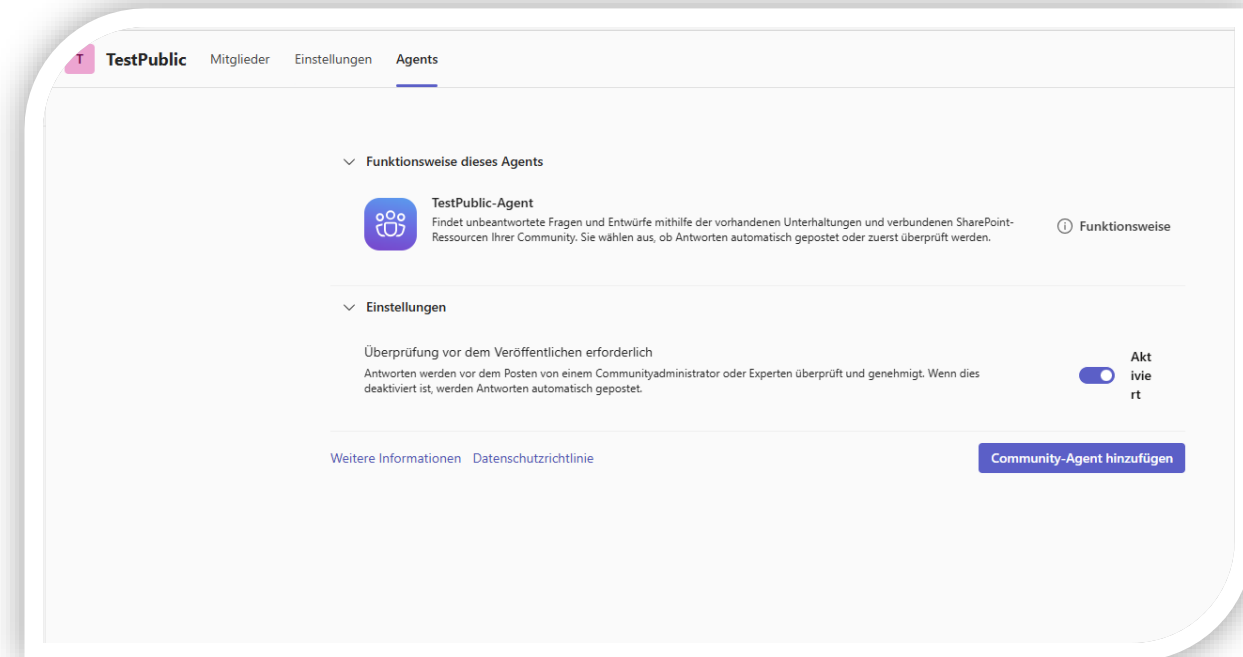 T TestPublic Mitglieder Einstellungen Agents
Funktionsweise dieses Agents
TestPublic-Agent
Findet unbeantwortete Fragen und Entwürfe mithilfe der vorhandenen Unterhaltungen und verbundenen SharePoint-
Ressourcen Ihrer Community. Sie wählen aus, ob Antworten automatisch gepostet oder zuerst überprüft werden.
Funktionsweise
Einstellungen
Überprüfung vor dem Veröffentlichen erforderlich
Antworten werden vor dem Posten von einem Communityadministrator oder Experten überprüft und genehmigt. Wenn dies
deaktiviert ist, werden Antworten automatisch gepostet.
Akt
ivie
rt
Weitere Informationen Datenschutzrichtlinie
Community-Agent hinzufügen